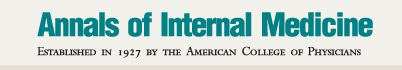 Annals of Internal Medicine
Established in 1927 by the American College of Physicians